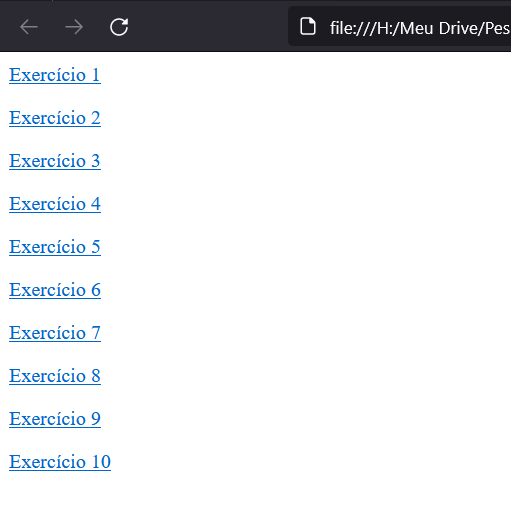 file:///H:/Meu Drive/Pes
Exercício 1
Exercício 2
Exercício 3
Exercício 4
Exercício 5
Exercício 6
Exercício 7
Exercício 8
Exercício 9
Exercício 10